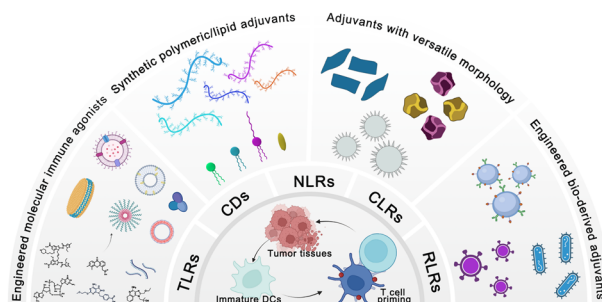 Engineered molecular immune agonists
Synthetic polymeric/lipid adjuvants
Adjuvants with versatile morphology
Engineered bio-derived adjuvants
TLRs
CDs
NLRs
CLRs
RLRs
Tumor tissues
Immature DCs
T cell
priming